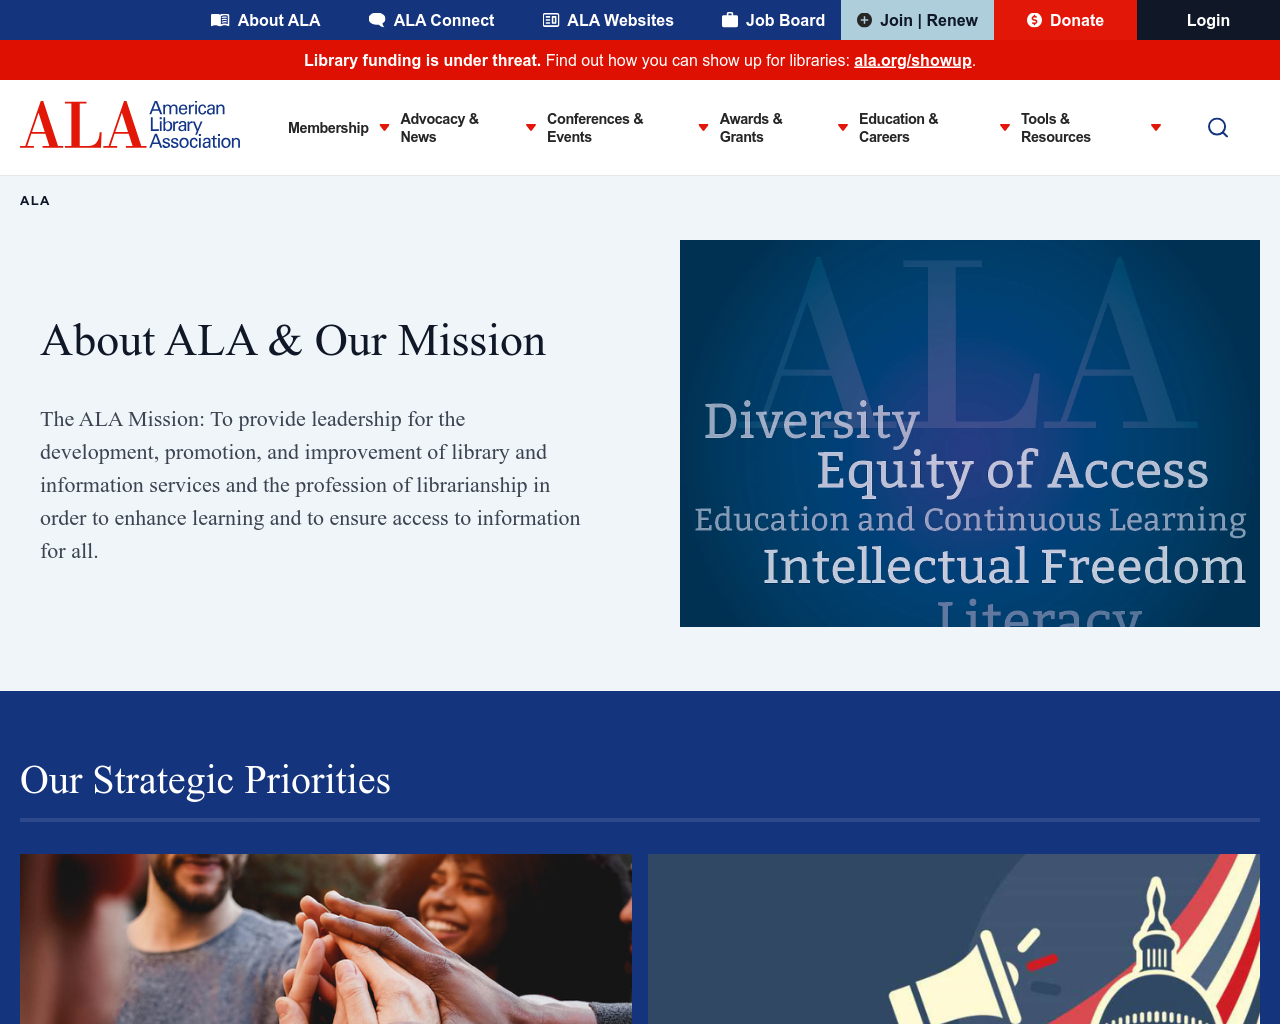 About ALA
ALA Connect
ALA Websites
Job Board
Join | Renew
Donate
Login
Library funding is under threat. Find out how you can show up for libraries: ala.org/showup.
ALA American
Library
Association
Membership
Advocacy &
News
Conferences &
Events
Awards &
Grants
Education &
Careers
Tools &
Resources
ALA
About ALA & Our Mission
The ALA Mission: To provide leadership for the
development, promotion, and improvement of library and
information services and the profession of librarianship in
order to enhance learning and to ensure access to information
for all.
ALA
Diversity
Equity of Access
Education and Continuous Learning
Intellectual Freedom
Literacy
Our Strategic Priorities